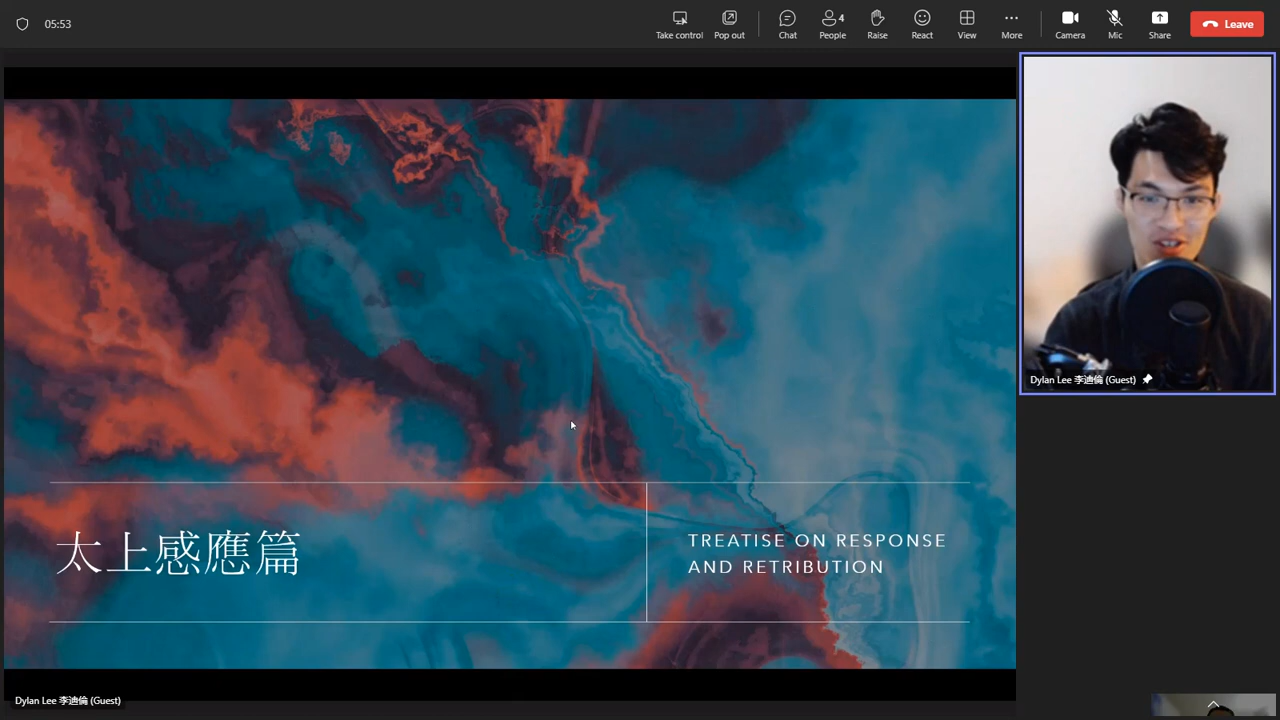 05:53
Take control
Pop out
Chat
4
People
Raise
React
View
More
Camera
Mic
Share
Leave
太上感應篇
TREATISE ON RESPONSE
AND RETRIBUTION
Dylan Lee 李迪倫 (Guest)
Dylan Lee 李迪倫 (Guest)